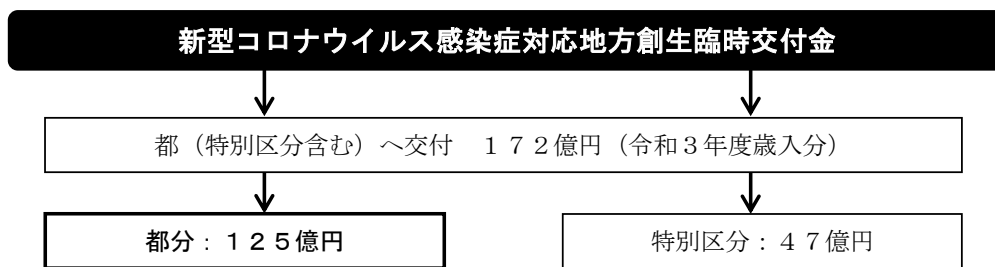 新型コロナウイルス感染症対応地方創生臨時交付金
都（特別区分含む）へ交付　１７２億円（令和３年度歳入分）
都分：１２５億円
特別区分：４７億円